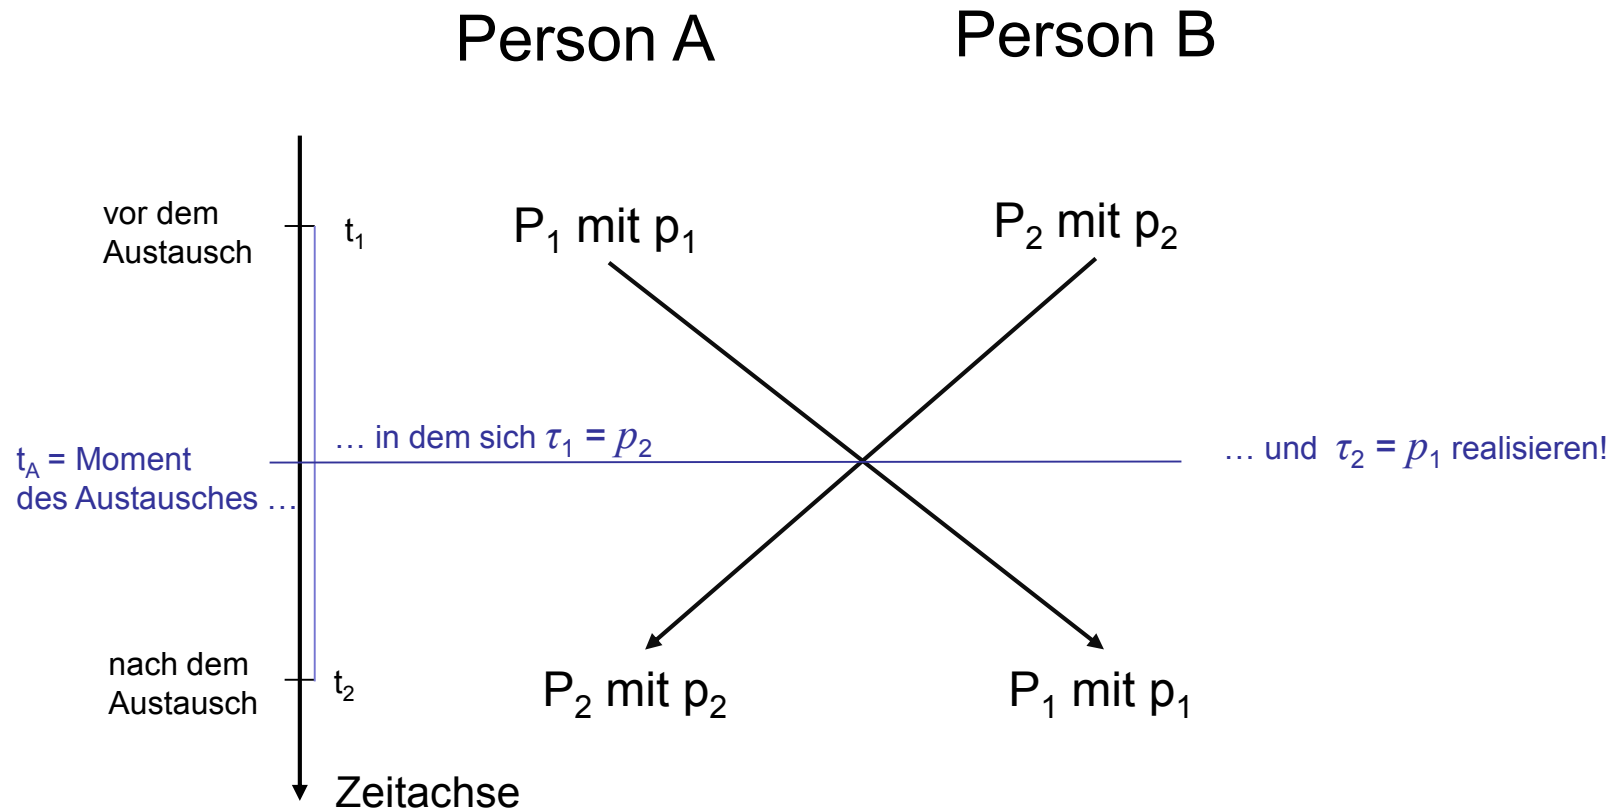 Person A
Person B
vor dem
Austausch
t₁
P₁ mit p₁
P₂ mit p₂
t_A = Moment
des Austausches …
… in dem sich τ₁ = p₂
… und τ₂ = p₁ realisieren!
nach dem
Austausch
t₂
P₂ mit p₂
P₁ mit p₁
Zeitachse